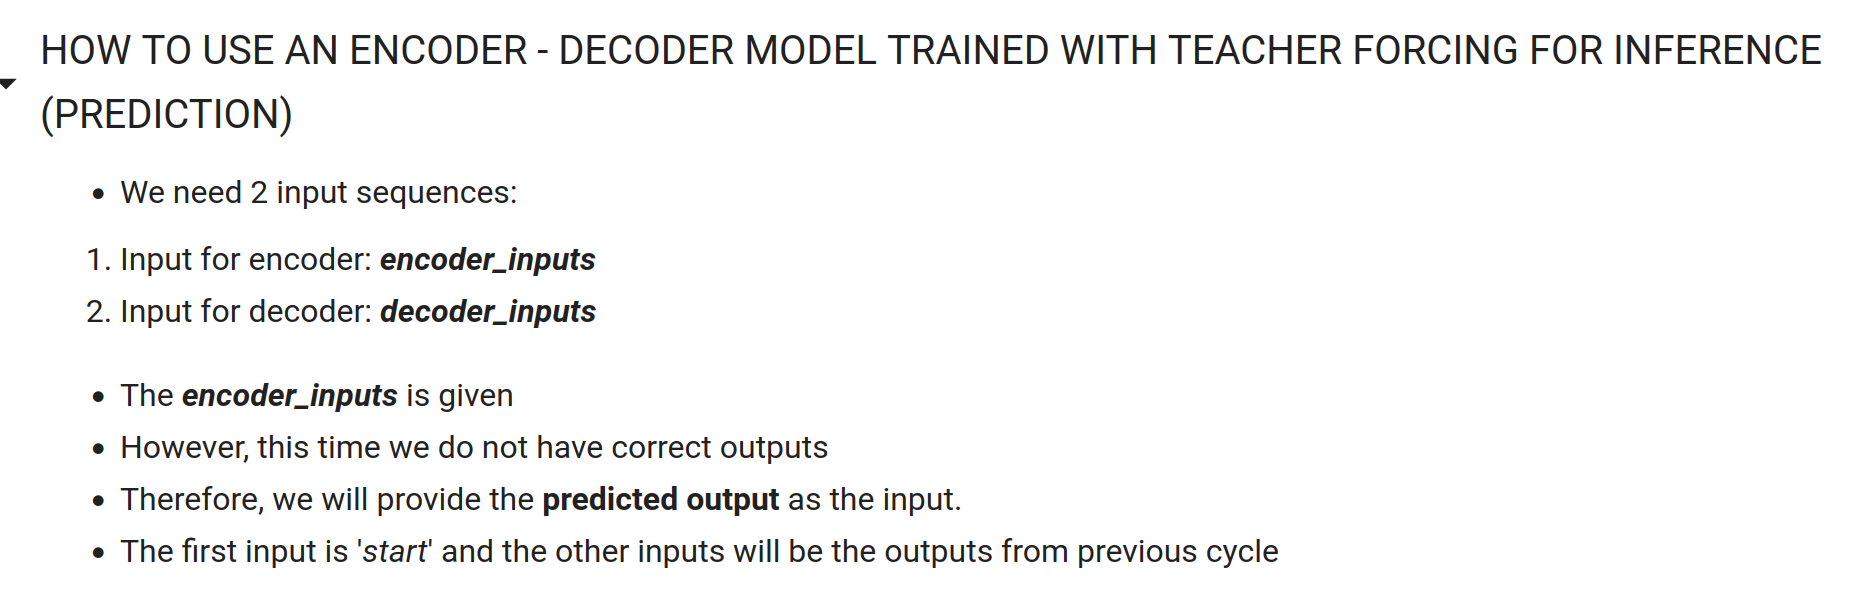 HOW TO USE AN ENCODER - DECODER MODEL TRAINED WITH TEACHER FORCING FOR INFERENCE
(PREDICTION)
• We need 2 input sequences:
1. Input for encoder: encoder_inputs
2. Input for decoder: decoder_inputs
• The encoder_inputs is given
• However, this time we do not have correct outputs
• Therefore, we will provide the predicted output as the input.
• The first input is 'start' and the other inputs will be the outputs from previous cycle